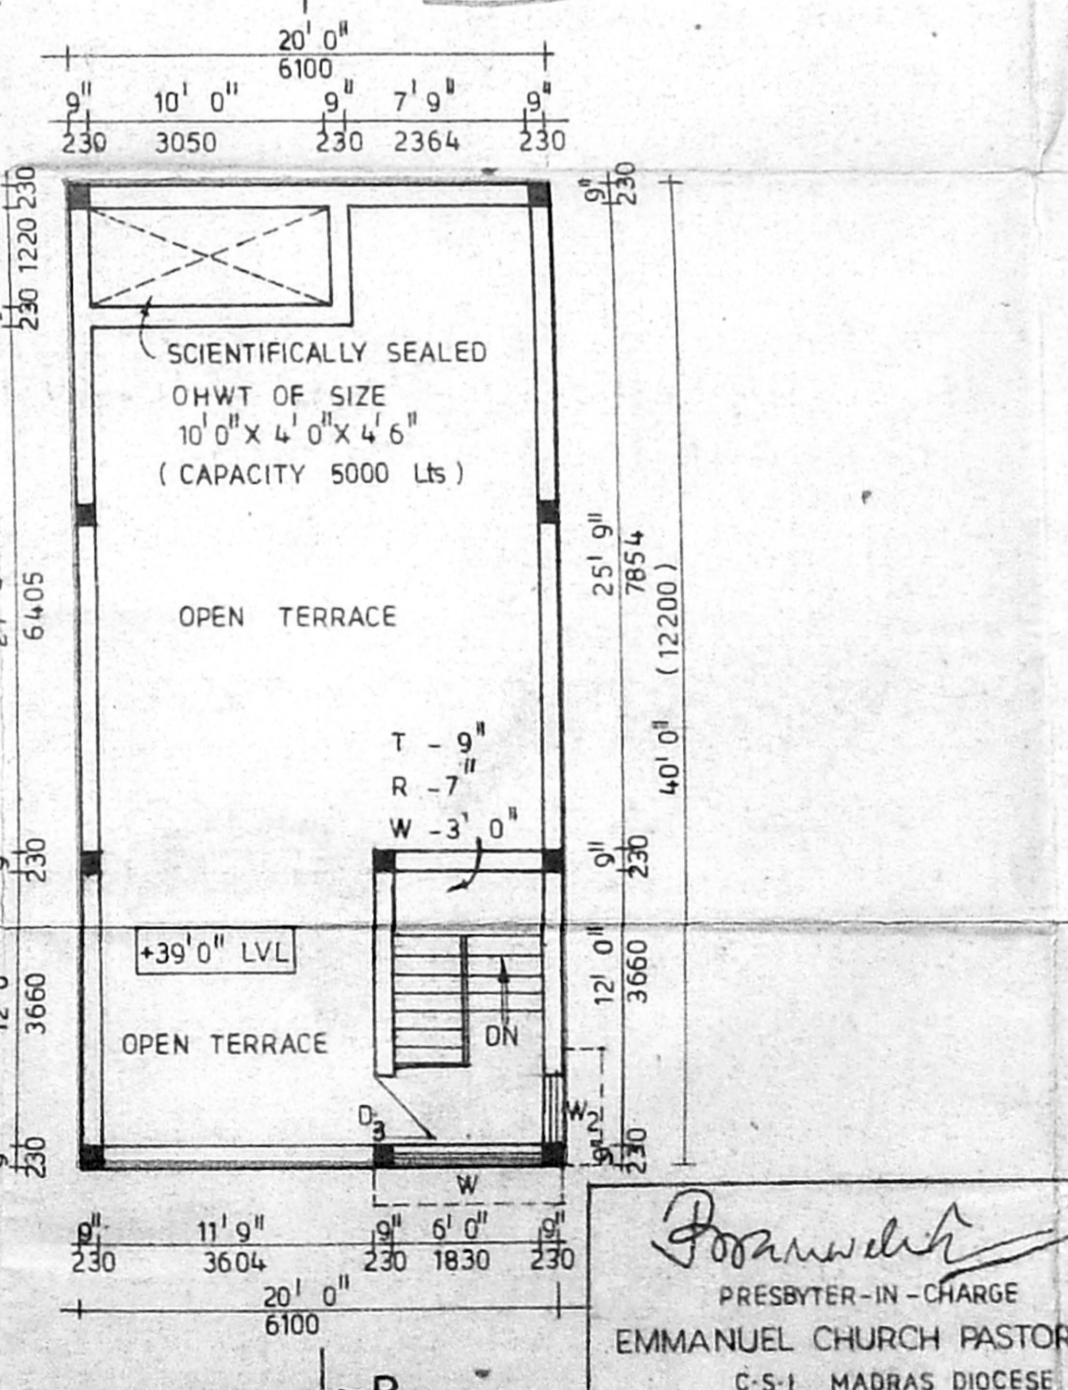 20' 0"
6100
9" 10' 0" 9" 7' 9" 9"
230 3050 230 2364 230
230
1220
230
6405
230
3660
230
SCIENTIFICALLY SEALED
OHWT OF SIZE
10' 0" X 4' 0" X 4' 6"
( CAPACITY 5000 Lts )
OPEN TERRACE
T - 9"
R - 7"
W - 3' 0"
+39'0" LVL
OPEN TERRACE
DN
D3
W2
W
9"
230
25' 9"
7854
40' 0" (12200)
9"
230
12' 0"
3660
9"
230
9" 11' 9" 9" 6' 0" 9"
230 3604 230 1830 230
20' 0"
6100
PRESBYTER-IN-CHARGE
EMMANUEL CHURCH PASTOR
C.S.I. MADRAS DIOCESE